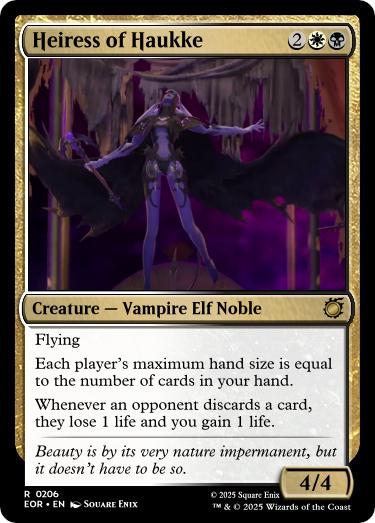 Heiress of Haukke
2
Creature — Vampire Elf Noble
Flying
Each player's maximum hand size is equal
to the number of cards in your hand.
Whenever an opponent discards a card,
they lose 1 life and you gain 1 life.
Beauty is by its very nature impermanent, but
it doesn't have to be so.
4/4
R 0206
EOR • EN Square Enix
© 2025 Square Enix
™ & © 2025 Wizards of the Coast